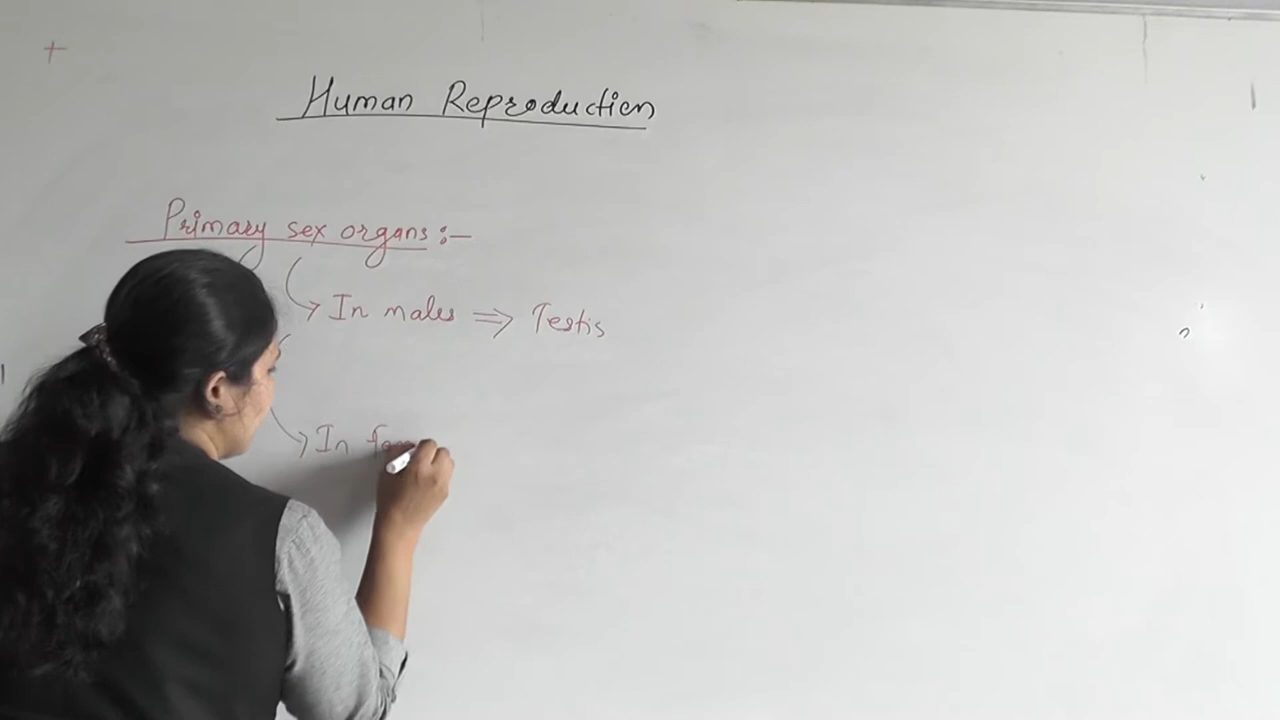 Human Reproduction
Primary sex organs :-
In males ⇒ Testis
In